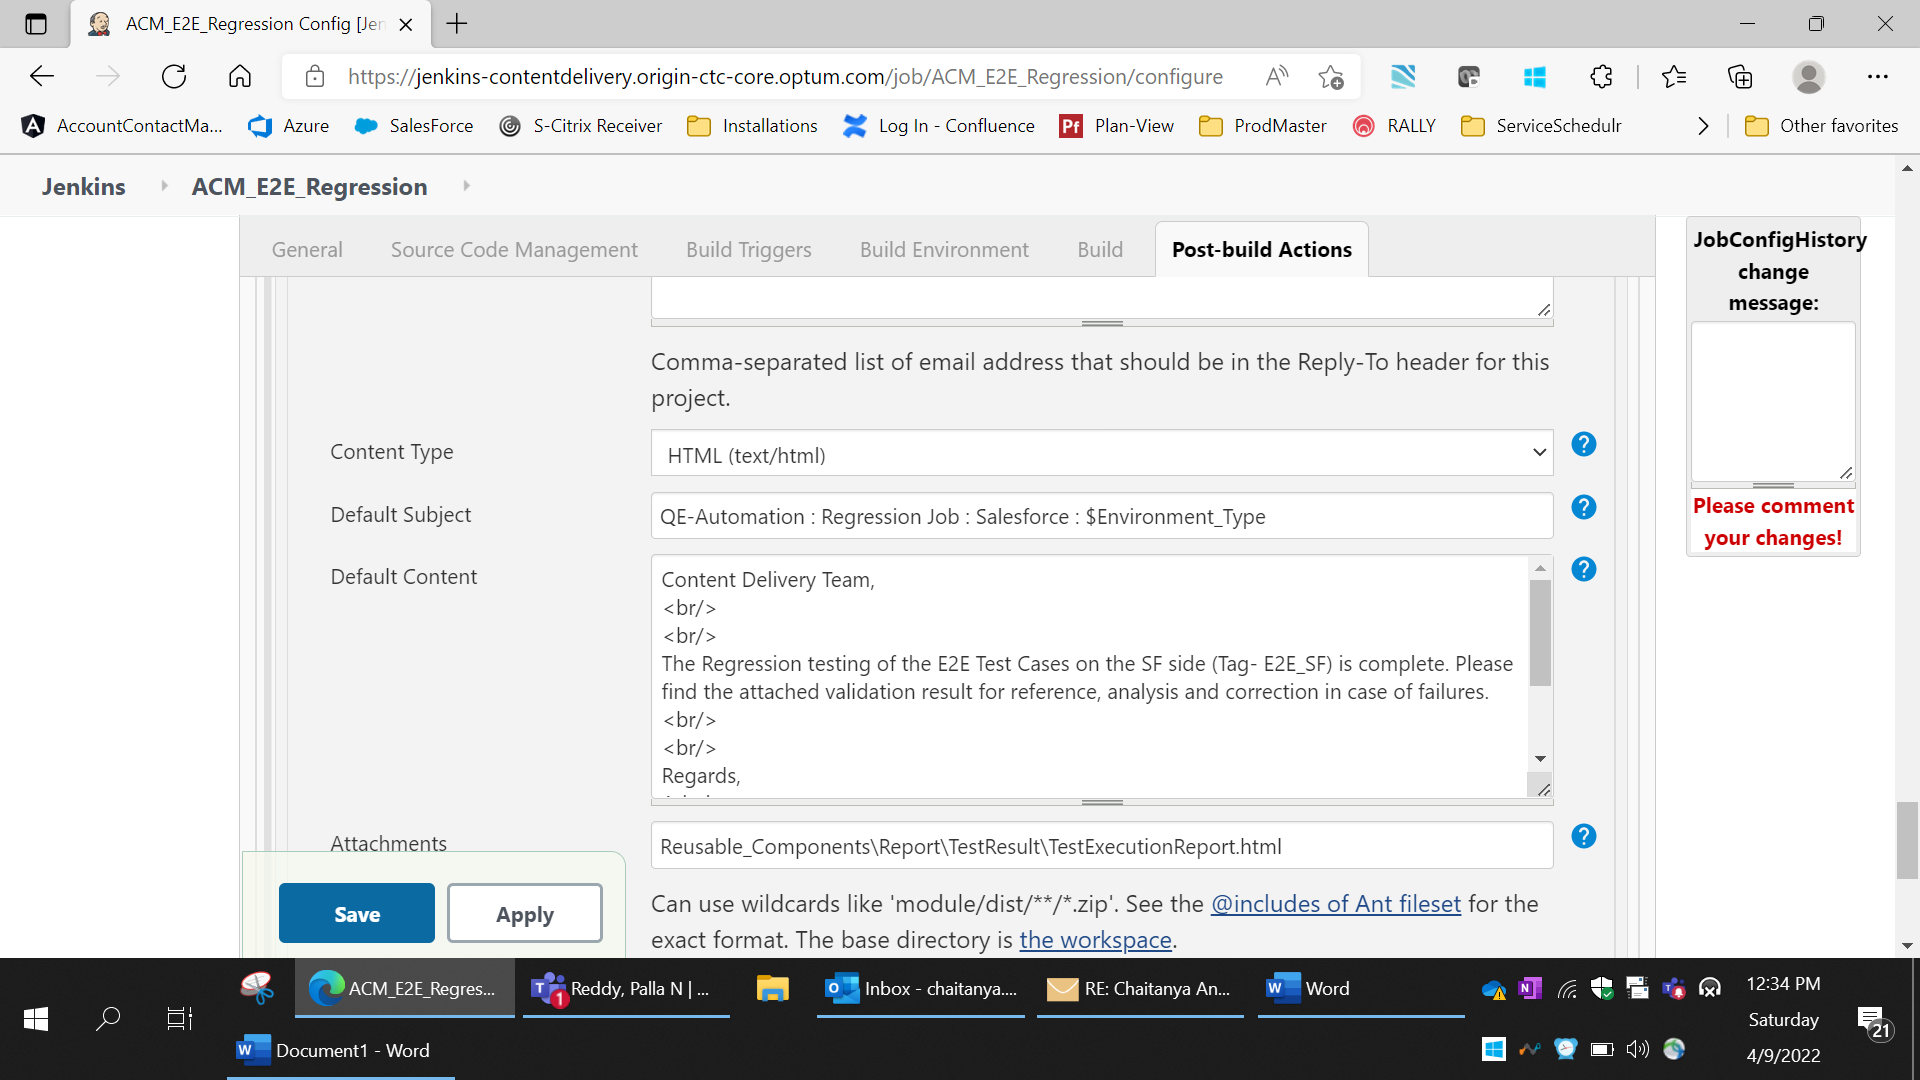 ACM_E2E_Regression Config [Jen
https://jenkins-contentdelivery.origin-ctc-core.optum.com/job/ACM_E2E_Regression/configure
AccountContactMa...
Azure
SalesForce
S-Citrix Receiver
Installations
Log In - Confluence
Plan-View
ProdMaster
RALLY
ServiceSchedulr
Other favorites
Jenkins
ACM_E2E_Regression
General
Source Code Management
Build Triggers
Build Environment
Build
Post-build Actions
JobConfigHistory
change
message:
Please comment
your changes!
Comma-separated list of email address that should be in the Reply-To header for this
project.
Content Type
HTML (text/html)
Default Subject
QE-Automation : Regression Job : Salesforce : $Environment_Type
Default Content
Content Delivery Team,
<br/>
<br/>
The Regression testing of the E2E Test Cases on the SF side (Tag- E2E_SF) is complete. Please
find the attached validation result for reference, analysis and correction in case of failures.
<br/>
<br/>
Regards,
Attachments
Reusable_Components\Report\TestResult\TestExecutionReport.html
Can use wildcards like 'module/dist/**/*.zip'. See the @includes of Ant fileset for the
exact format. The base directory is the workspace.
Save
Apply
ACM_E2E_Regres...
Reddy, Palla N | ...
1
Inbox - chaitanya....
RE: Chaitanya An...
Word
Document1 - Word
12:34 PM
Saturday
4/9/2022
21